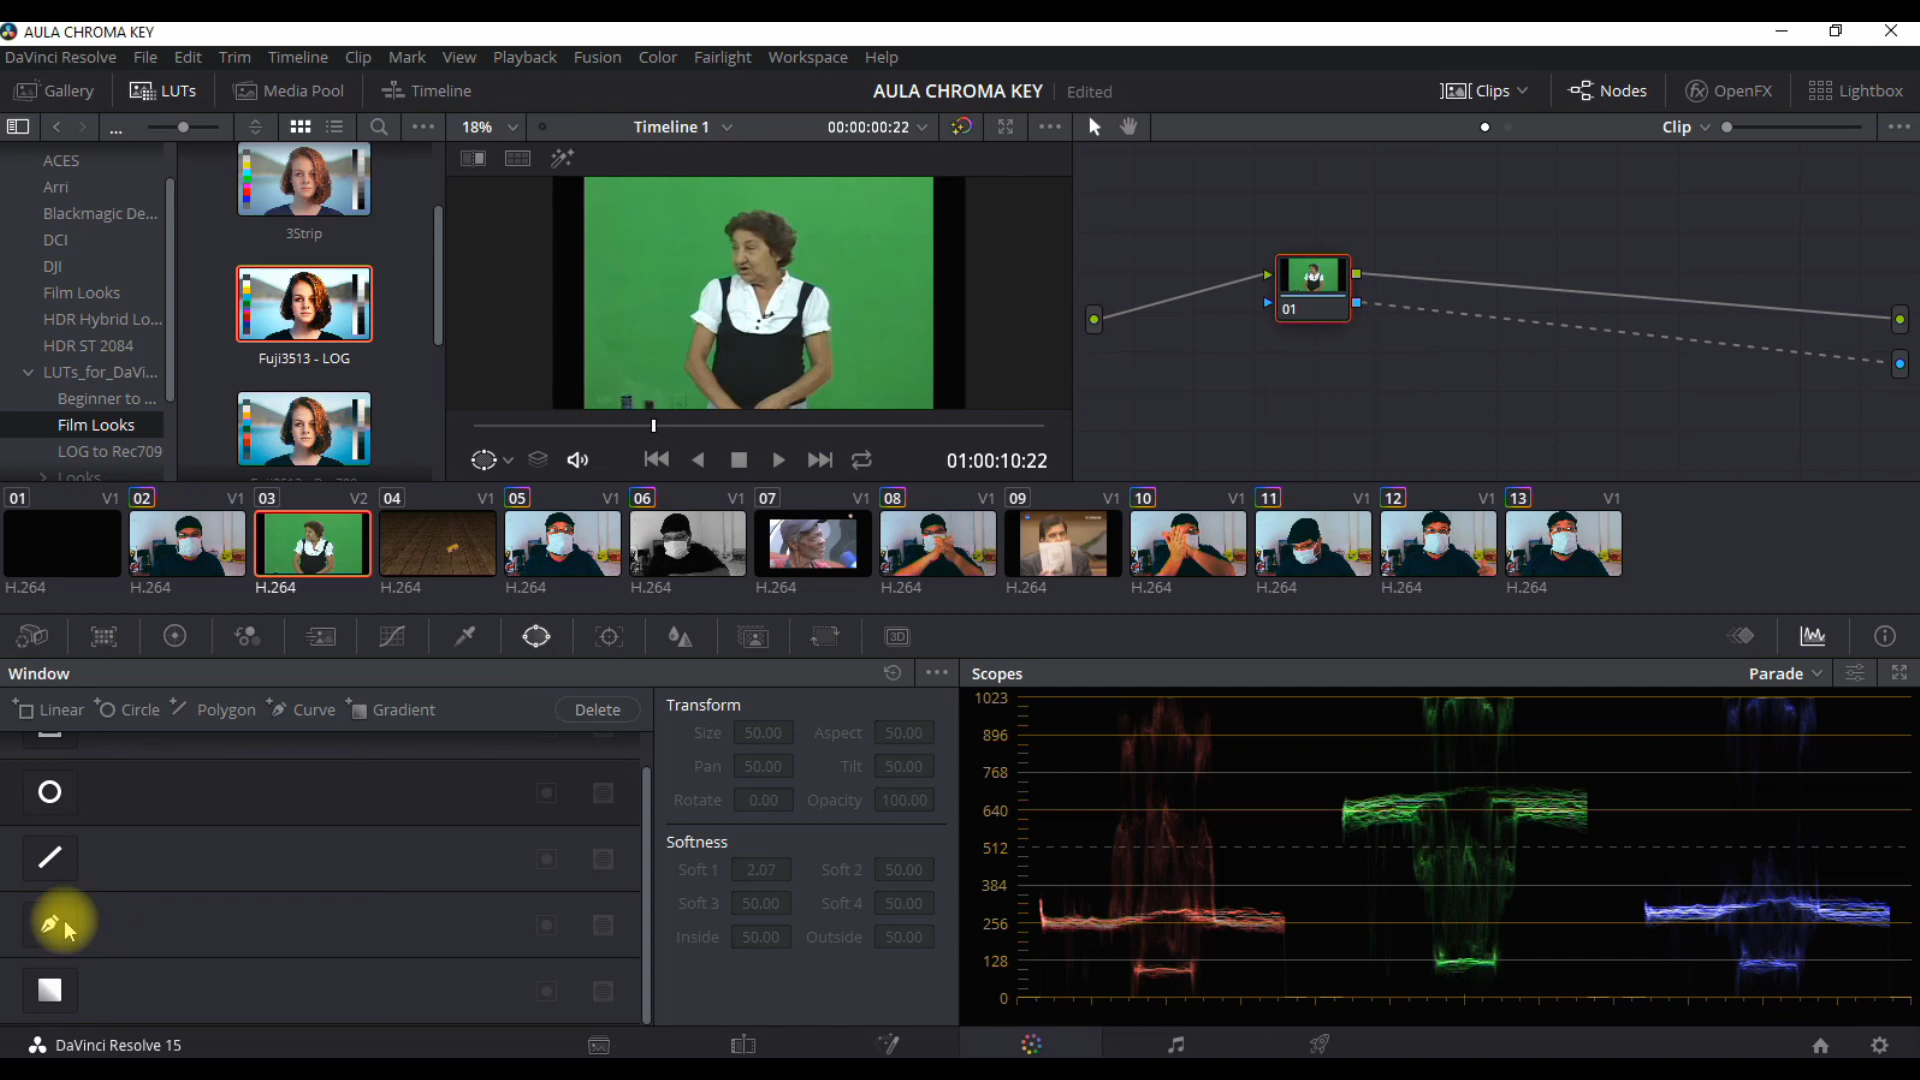 AULA CHROMA KEY
DaVinci Resolve File Edit Trim Timeline Clip Mark View Playback Fusion Color Fairlight Workspace Help
Gallery LUTs Media Pool Timeline AULA CHROMA KEY Edited Clips Nodes OpenFX Lightbox
... 18% Timeline 1 00:00:00:22 Clip
ACES
Arri
Blackmagic De...
DCI
DJI
Film Looks
HDR Hybrid Lo...
HDR ST 2084
LUTs_for_DaVi...
Beginner to ...
Film Looks
LOG to Rec709
Looks
3Strip
Fuji3513 - LOG
01
01:00:10:22
01 V1 02 V1 03 V2 04 V1 05 V1 06 V1 07 V1 08 V1 09 V1 10 V1 11 V1 12 V1 13 V1
H.264 H.264 H.264 H.264 H.264 H.264 H.264 H.264 H.264 H.264 H.264 H.264 H.264
3D
Window
Linear Circle Polygon Curve Gradient Delete
Transform
Size 50.00 Aspect 50.00
Pan 50.00 Tilt 50.00
Rotate 0.00 Opacity 100.00
Softness
Soft 1 2.07 Soft 2 50.00
Soft 3 50.00 Soft 4 50.00
Inside 50.00 Outside 50.00
Scopes Parade
1023
896
768
640
512
384
256
128
0
DaVinci Resolve 15